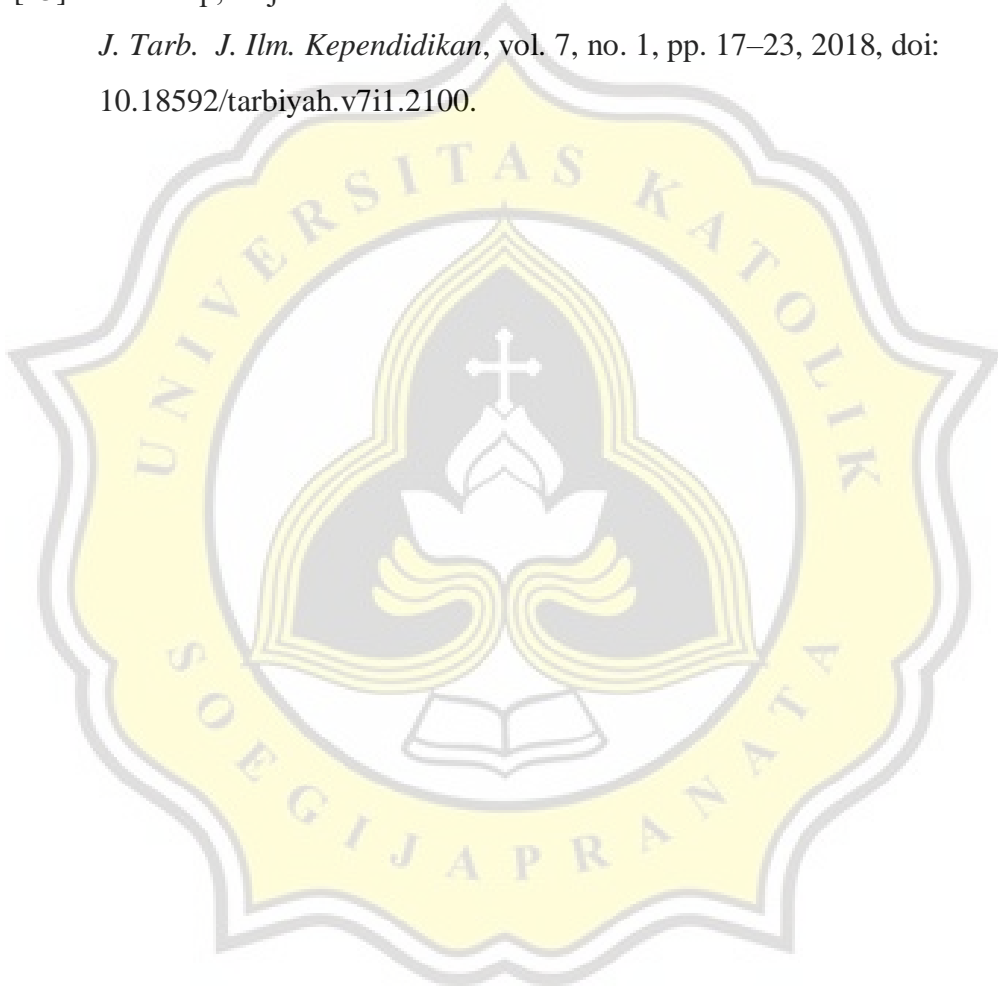 J. Tarb. J. Ilm. Kependidikan, vol. 7, no. 1, pp. 17–23, 2018, doi:
10.18592/tarbiyah.v7i1.2100.
UNIVERSITAS KATOLIK
SOEGIJAPRANATA